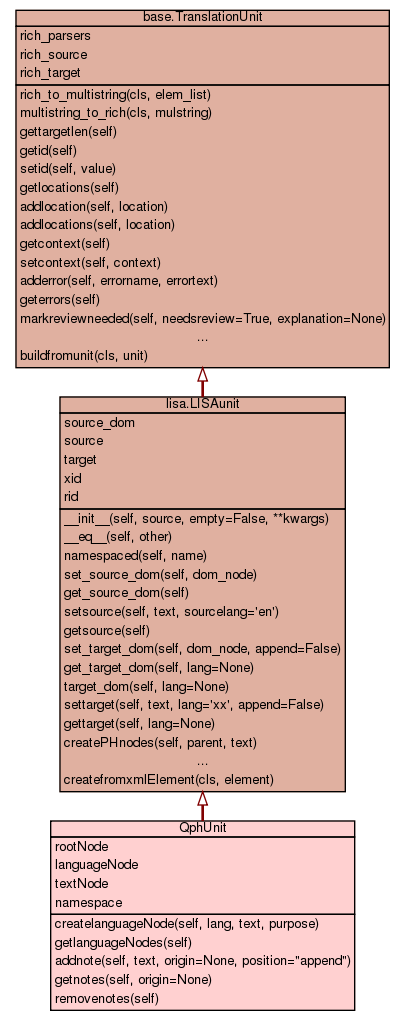 base.TranslationUnit
rich_parsers
rich_source
rich_target
rich_to_multistring(cls, elem_list)
multistring_to_rich(cls, mulstring)
gettargetlen(self)
getid(self)
setid(self, value)
getlocations(self)
addlocation(self, location)
addlocations(self, location)
getcontext(self)
setcontext(self, context)
adderror(self, errorname, errortext)
geterrors(self)
markreviewneeded(self, needsreview=True, explanation=None)
...
buildfromunit(cls, unit)
lisa.LISAunit
source_dom
source
target
xid
rid
__init__(self, source, empty=False, **kwargs)
__eq__(self, other)
namespaced(self, name)
set_source_dom(self, dom_node)
get_source_dom(self)
setsource(self, text, sourcelang='en')
getsource(self)
set_target_dom(self, dom_node, append=False)
get_target_dom(self, lang=None)
target_dom(self, lang=None)
settarget(self, text, lang='xx', append=False)
gettarget(self, lang=None)
createPHnodes(self, parent, text)
...
createfromxmlElement(cls, element)
QphUnit
rootNode
languageNode
textNode
namespace
createlanguageNode(self, lang, text, purpose)
getlanguageNodes(self)
addnote(self, text, origin=None, position="append")
getnotes(self, origin=None)
removenotes(self)